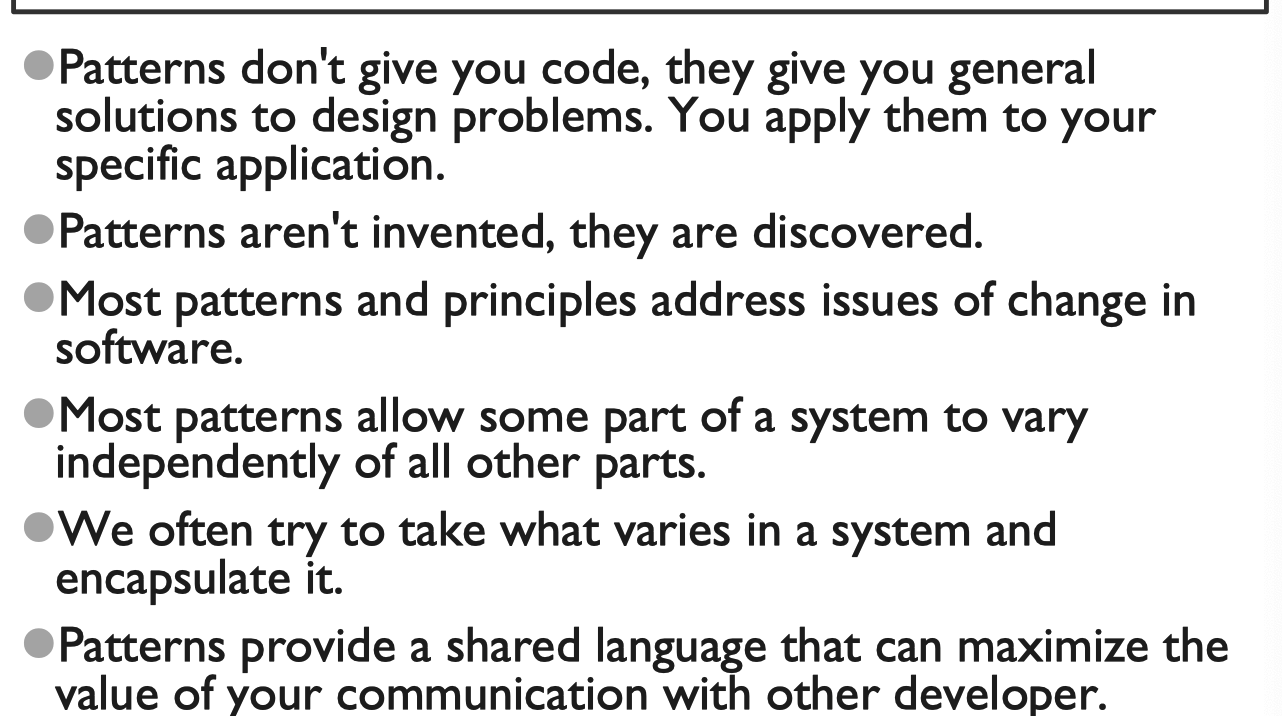 ●Patterns don't give you code, they give you general
solutions to design problems. You apply them to your
specific application.
●Patterns aren't invented, they are discovered.
●Most patterns and principles address issues of change in
software.
●Most patterns allow some part of a system to vary
independently of all other parts.
●We often try to take what varies in a system and
encapsulate it.
●Patterns provide a shared language that can maximize the
value of your communication with other developer.